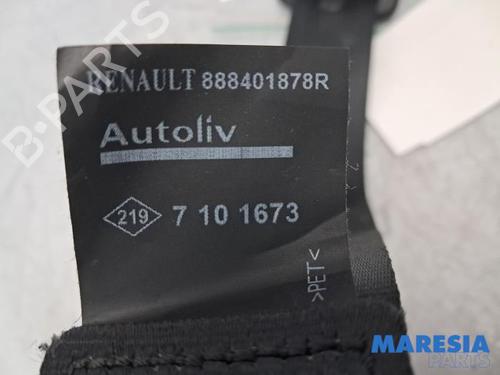 RENAULT 888401878R
Autoliv
219 7 10 1673
>PET<
B-PARTS
MARESIA
PARTS